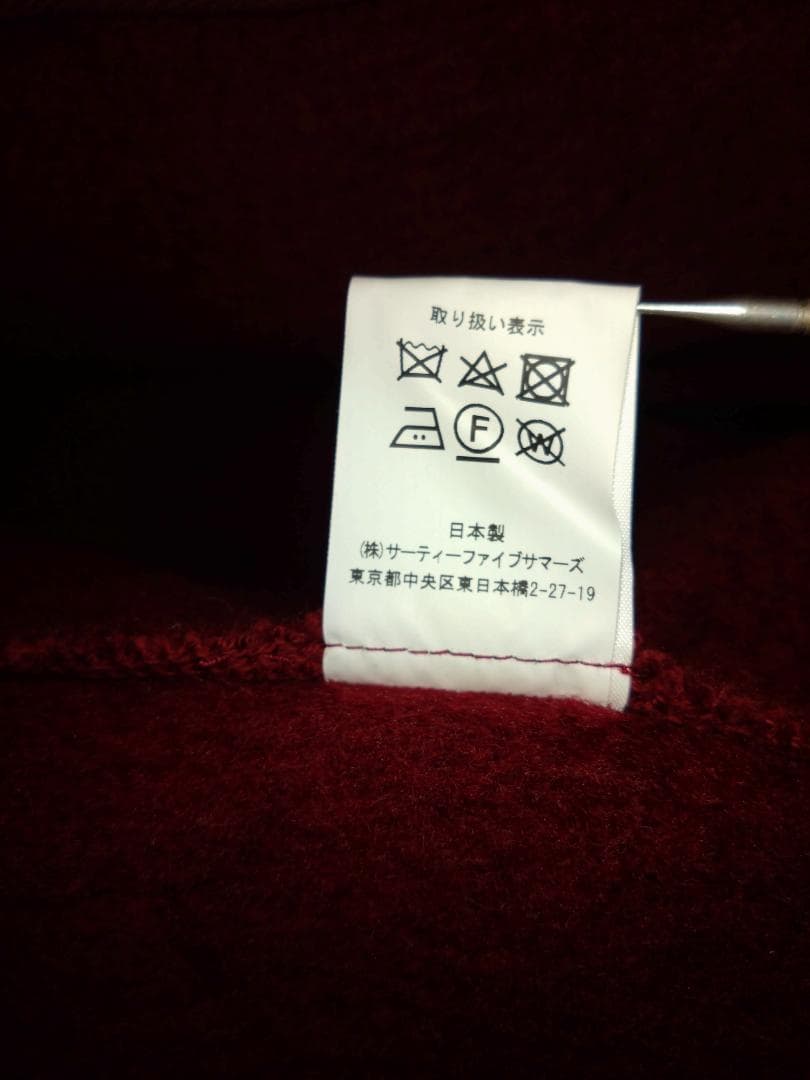 取り扱い表示
F W
日本製
(株)サーティーファイブサマーズ
東京都中央区東日本橋2-27-19